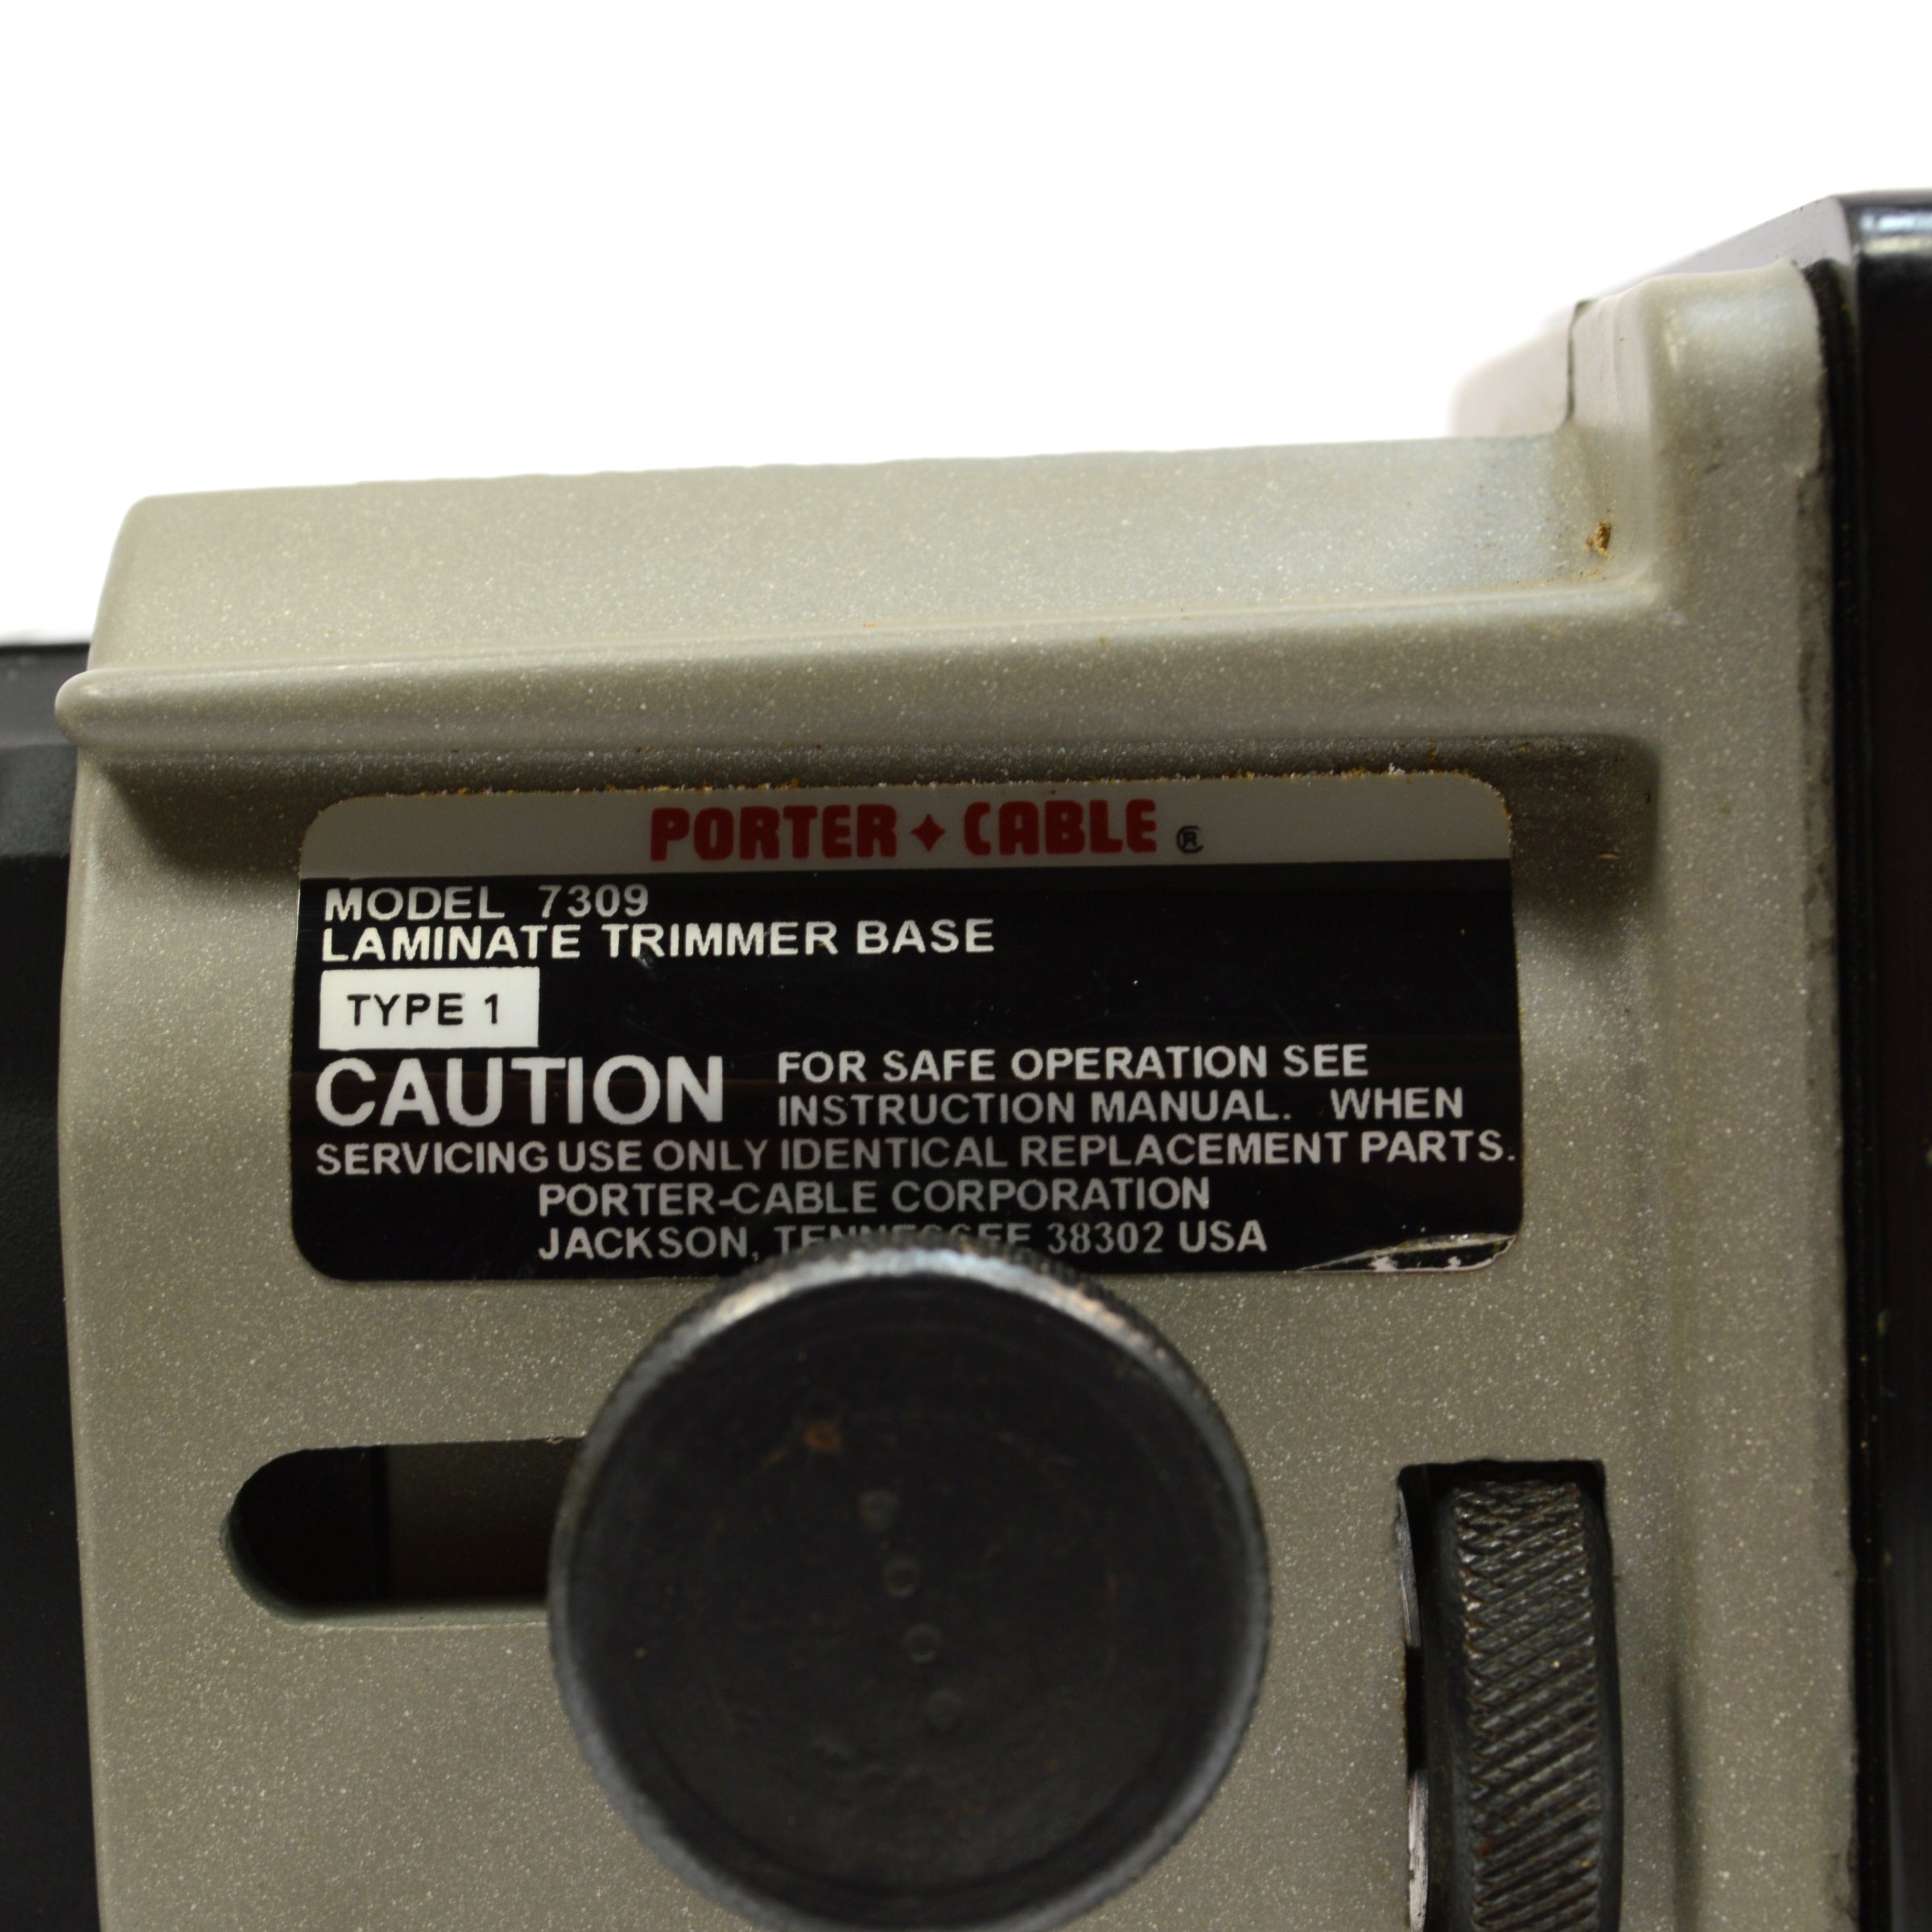 PORTER✦CABLE ®
MODEL 7309
LAMINATE TRIMMER BASE
TYPE 1
CAUTION FOR SAFE OPERATION SEE
INSTRUCTION MANUAL. WHEN
SERVICING USE ONLY IDENTICAL REPLACEMENT PARTS.
PORTER-CABLE CORPORATION
JACKSON, TENNESSEE 38302 USA